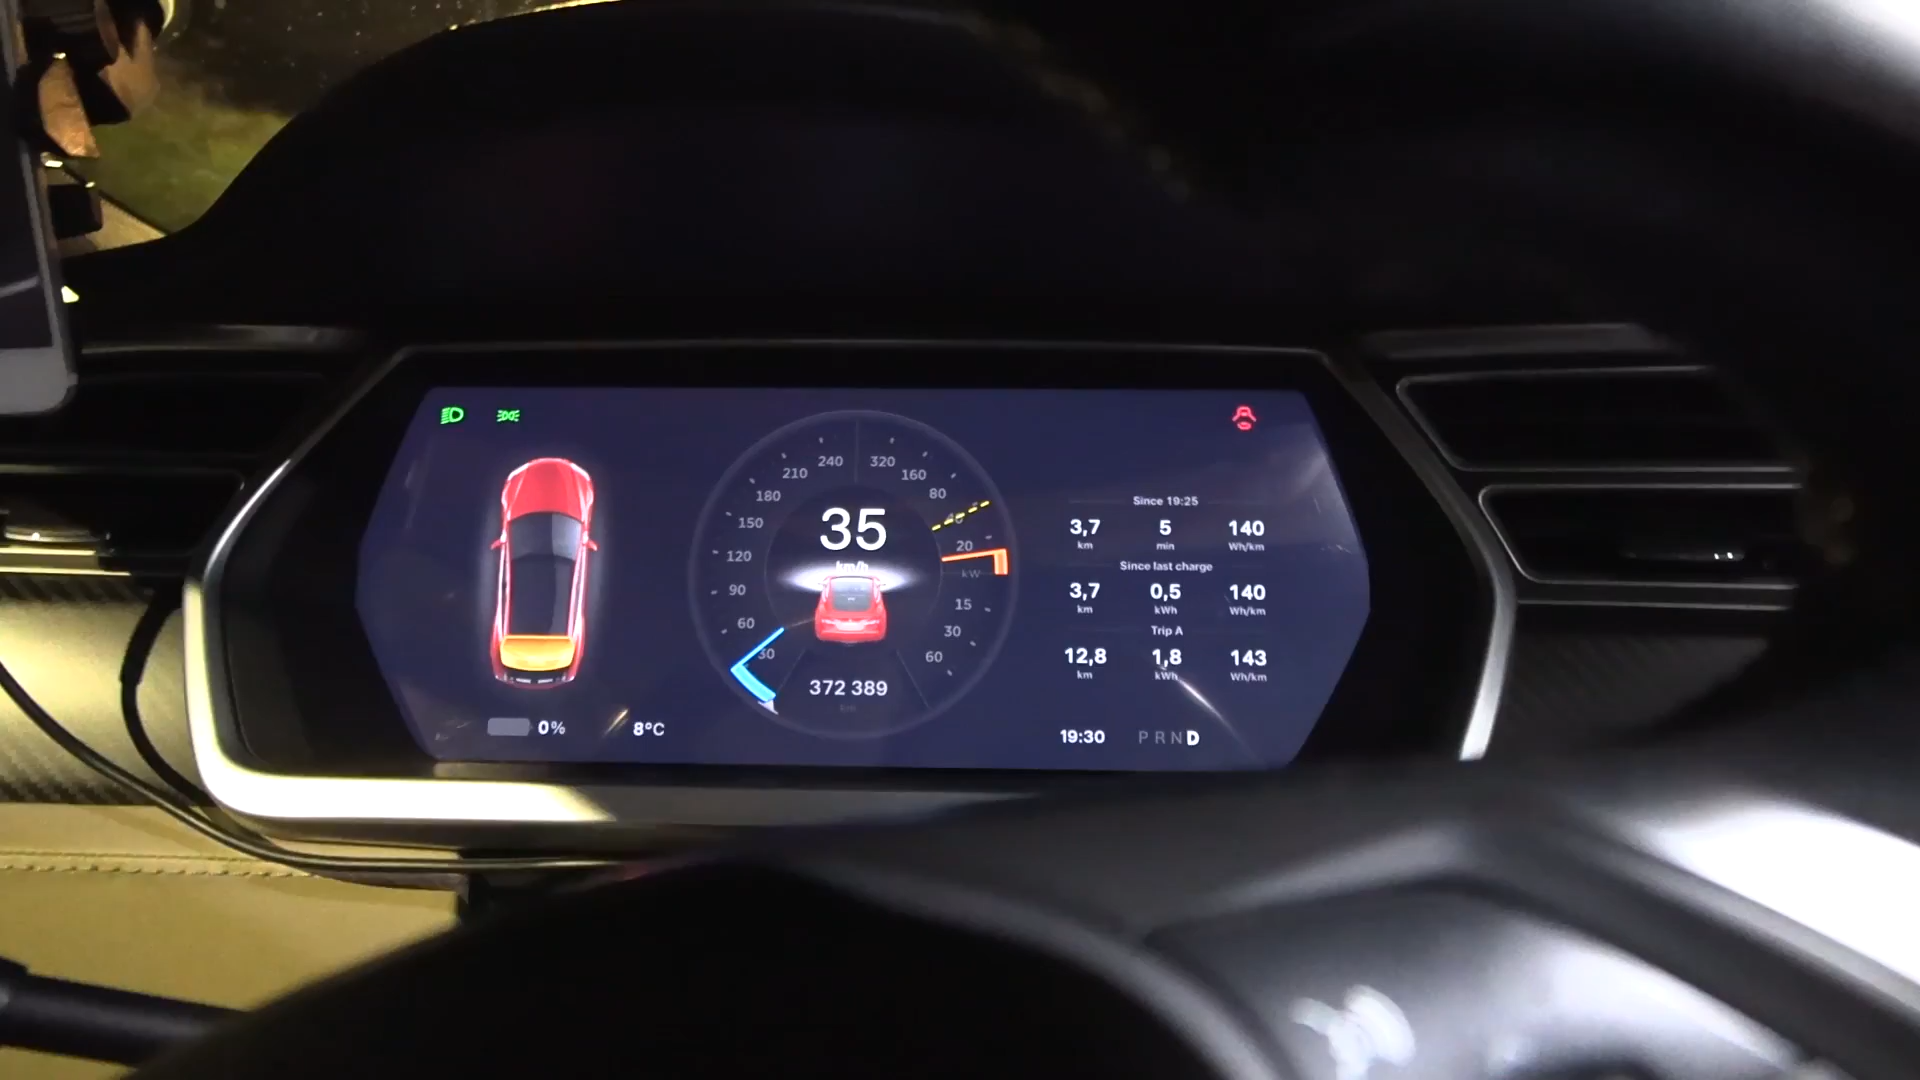 240 320
210 160
180 80
150 40
120 20
90 kW
60 15
30 30
60
35
km/h
372 389
km
0% 8°C
Since 19:25
3,7 5 140
km min Wh/km
Since last charge
3,7 0,5 140
km kWh Wh/km
Trip A
12,8 1,8 143
km kWh Wh/km
19:30 P R N D